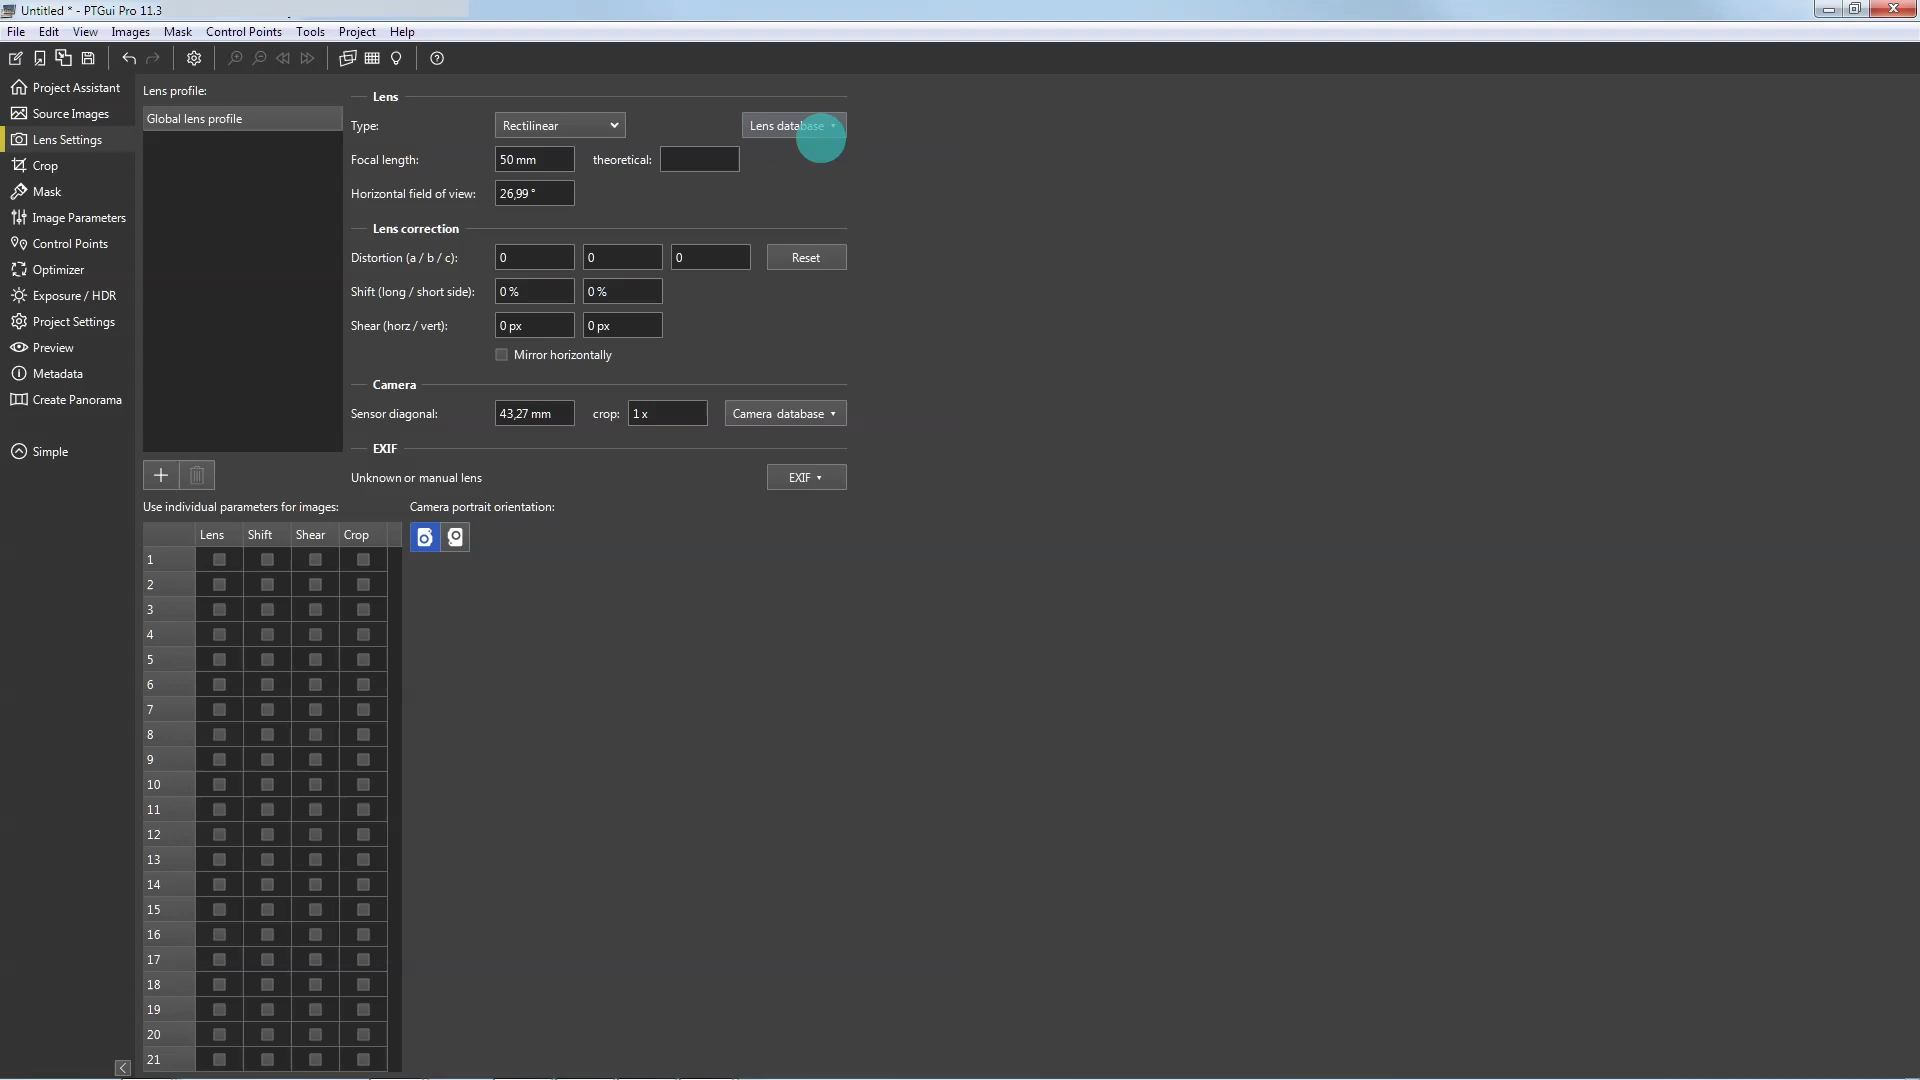 Untitled * - PTGui Pro 11.3
File Edit View Images Mask Control Points Tools Project Help
Project Assistant
Source Images
Lens Settings
Crop
Mask
Image Parameters
Control Points
Optimizer
Exposure / HDR
Project Settings
Preview
Metadata
Create Panorama
Simple
Lens profile:
Global lens profile
Lens
Type: Rectilinear Lens database
Focal length: 50 mm theoretical:
Horizontal field of view: 26,99 °
Lens correction
Distortion (a / b / c): 0 0 0 Reset
Shift (long / short side): 0 % 0 %
Shear (horz / vert): 0 px 0 px
Mirror horizontally
Camera
Sensor diagonal: 43,27 mm crop: 1 x Camera database
EXIF
Unknown or manual lens EXIF
Use individual parameters for images: Camera portrait orientation:
Lens Shift Shear Crop
1
2
3
4
5
6
7
8
9
10
11
12
13
14
15
16
17
18
19
20
21